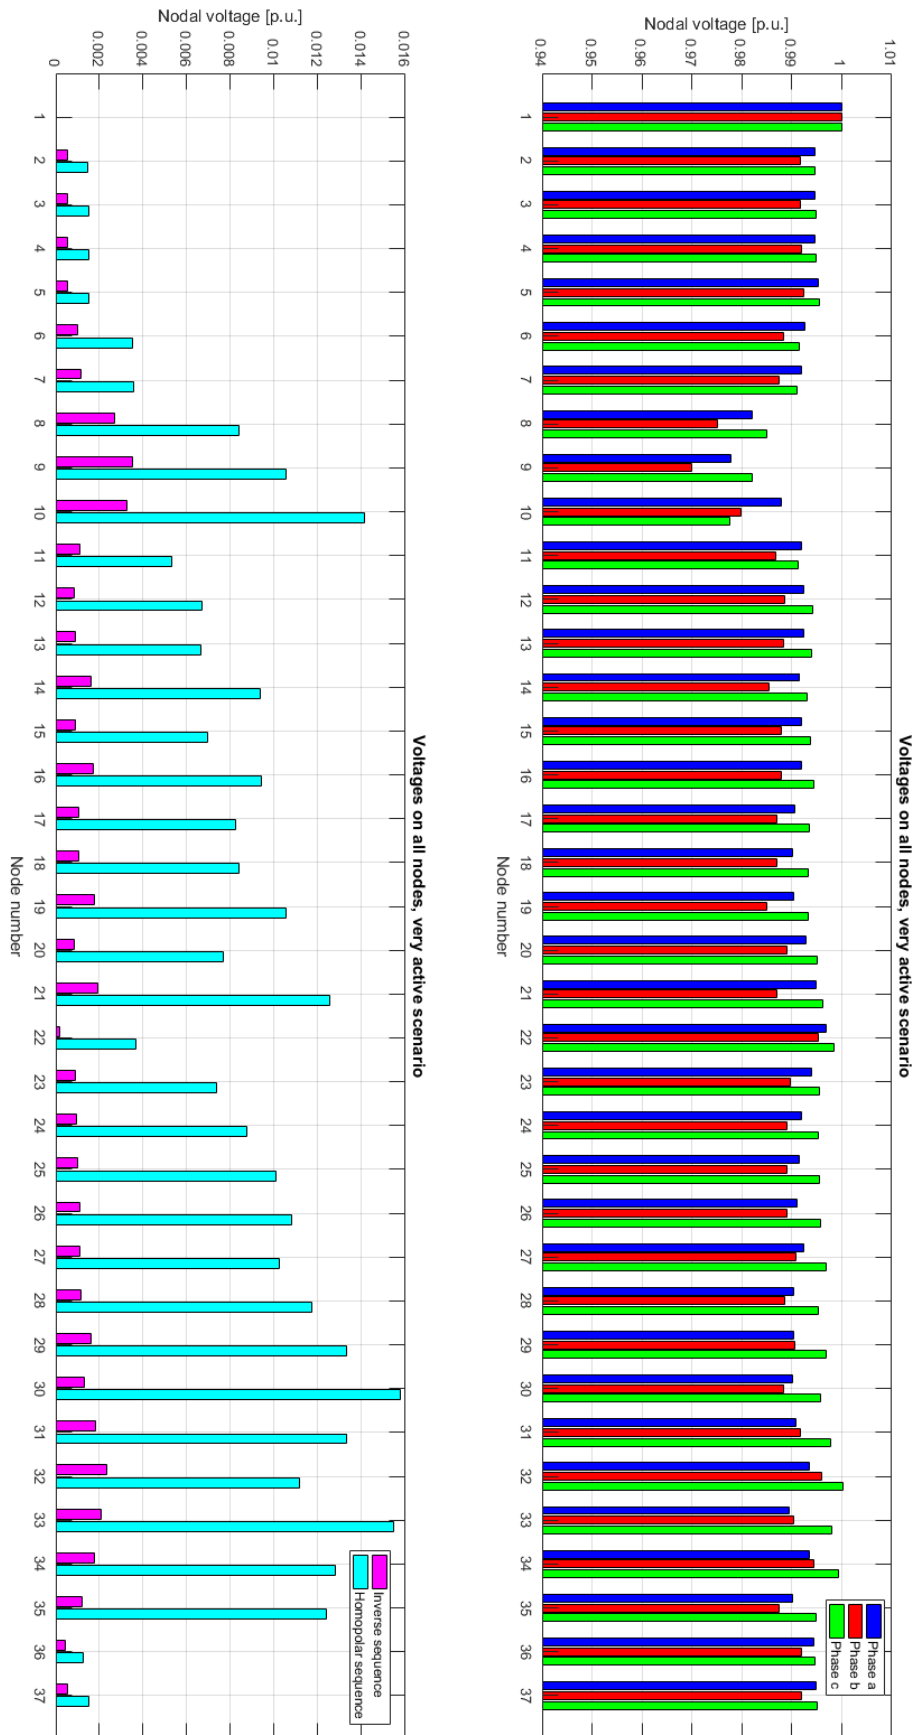 Voltages on all nodes, very active scenario
Nodal voltage [p.u.]
1.01
1
0.99
0.98
0.97
0.96
0.95
0.94
1 2 3 4 5 6 7 8 9 10 11 12 13 14 15 16 17 18 19 20 21 22 23 24 25 26 27 28 29 30 31 32 33 34 35 36 37
Node number
Phase a
Phase b
Phase c
Voltages on all nodes, very active scenario
Nodal voltage [p.u.]
0.016
0.014
0.012
0.01
0.008
0.006
0.004
0.002
0
1 2 3 4 5 6 7 8 9 10 11 12 13 14 15 16 17 18 19 20 21 22 23 24 25 26 27 28 29 30 31 32 33 34 35 36 37
Node number
Inverse sequence
Homopolar sequence